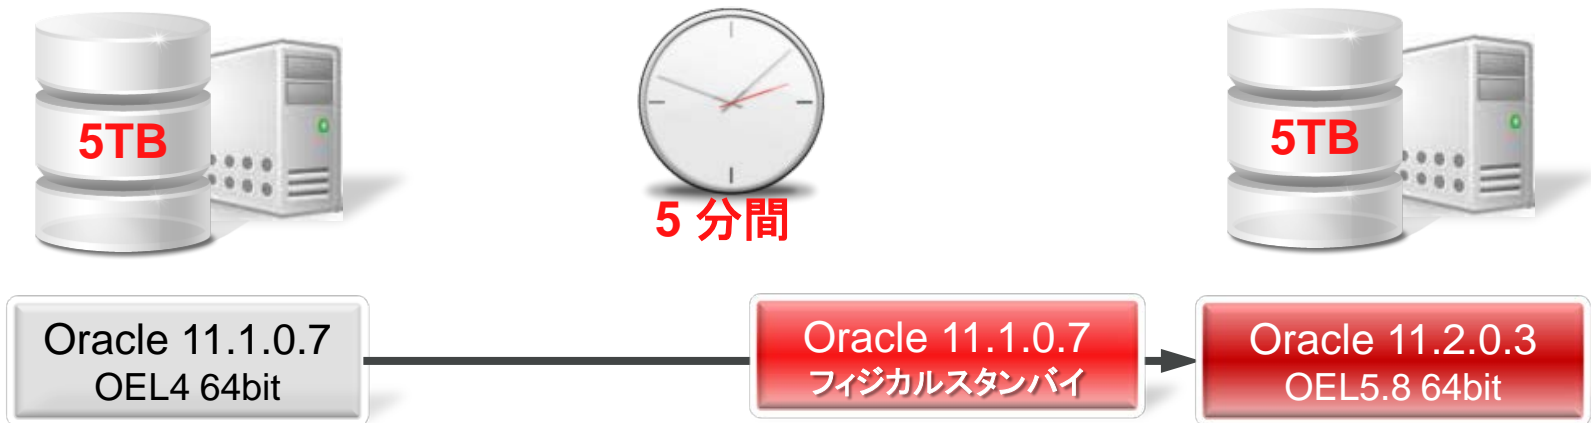 5TB
5 分間
5TB
Oracle 11.1.0.7
OEL4 64bit
Oracle 11.1.0.7
フィジカルスタンバイ
Oracle 11.2.0.3
OEL5.8 64bit